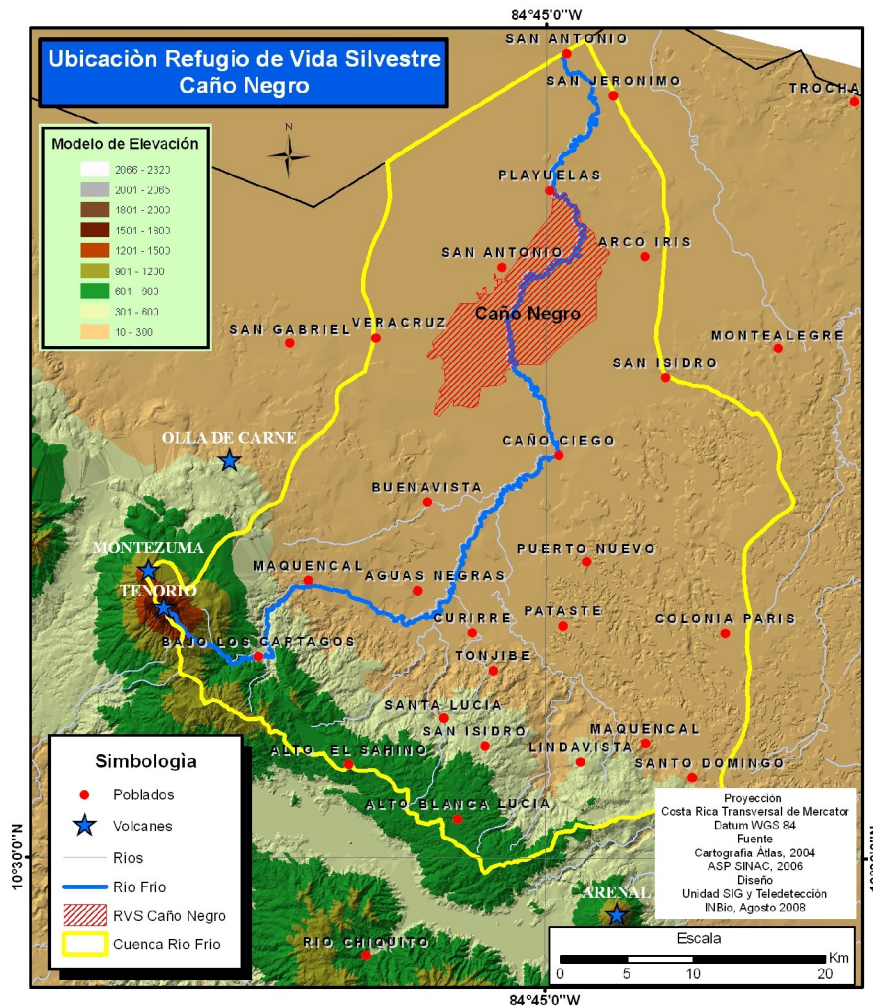 84°45'0"W
Ubicaciòn Refugio de Vida Silvestre
Caño Negro
SAN ANTONIO
SAN JERONIMO
TROCHA
N
Modelo de Elevación
2066 - 2320
2001 - 2065
1801 - 2000
1501 - 1800
1201 - 1500
901 - 1200
601 - 900
301 - 600
10 - 300
PLAYUELAS
SAN ANTONIO
ARCO IRIS
Caño Negro
SAN GABRIEL
VERACRUZ
MONTEALEGRE
SAN ISIDRO
OLLA DE CARNE
CAÑO CIEGO
BUENAVISTA
MONTEZUMA
PUERTO NUEVO
MAQUENCAL
AGUAS NEGRAS
TENORIO
CURIRRE
PATASTE
COLONIA PARIS
BAJO LOS CARTAGOS
TONJIBE
SANTA LUCIA
SAN ISIDRO
MAQUENCAL
LINDAVISTA
ALTO EL SAHINO
SANTO DOMINGO
ALTO BLANCA LUCIA
ARENAL
RIO CHIQUITO
Simbologìa
Poblados
Volcanes
Rios
Rio Frio
RVS Caño Negro
Cuenca Rio Frio
10°30'0"N
Proyección
Costa Rica Transversal de Mercator
Datum WGS 84
Fuente
Cartografia Átlas, 2004
ASP SINAC, 2006
Diseño
Unidad SIG y Teledetección
INBio, Agosto 2008
Escala
0 5 10 20 Km
84°45'0"W